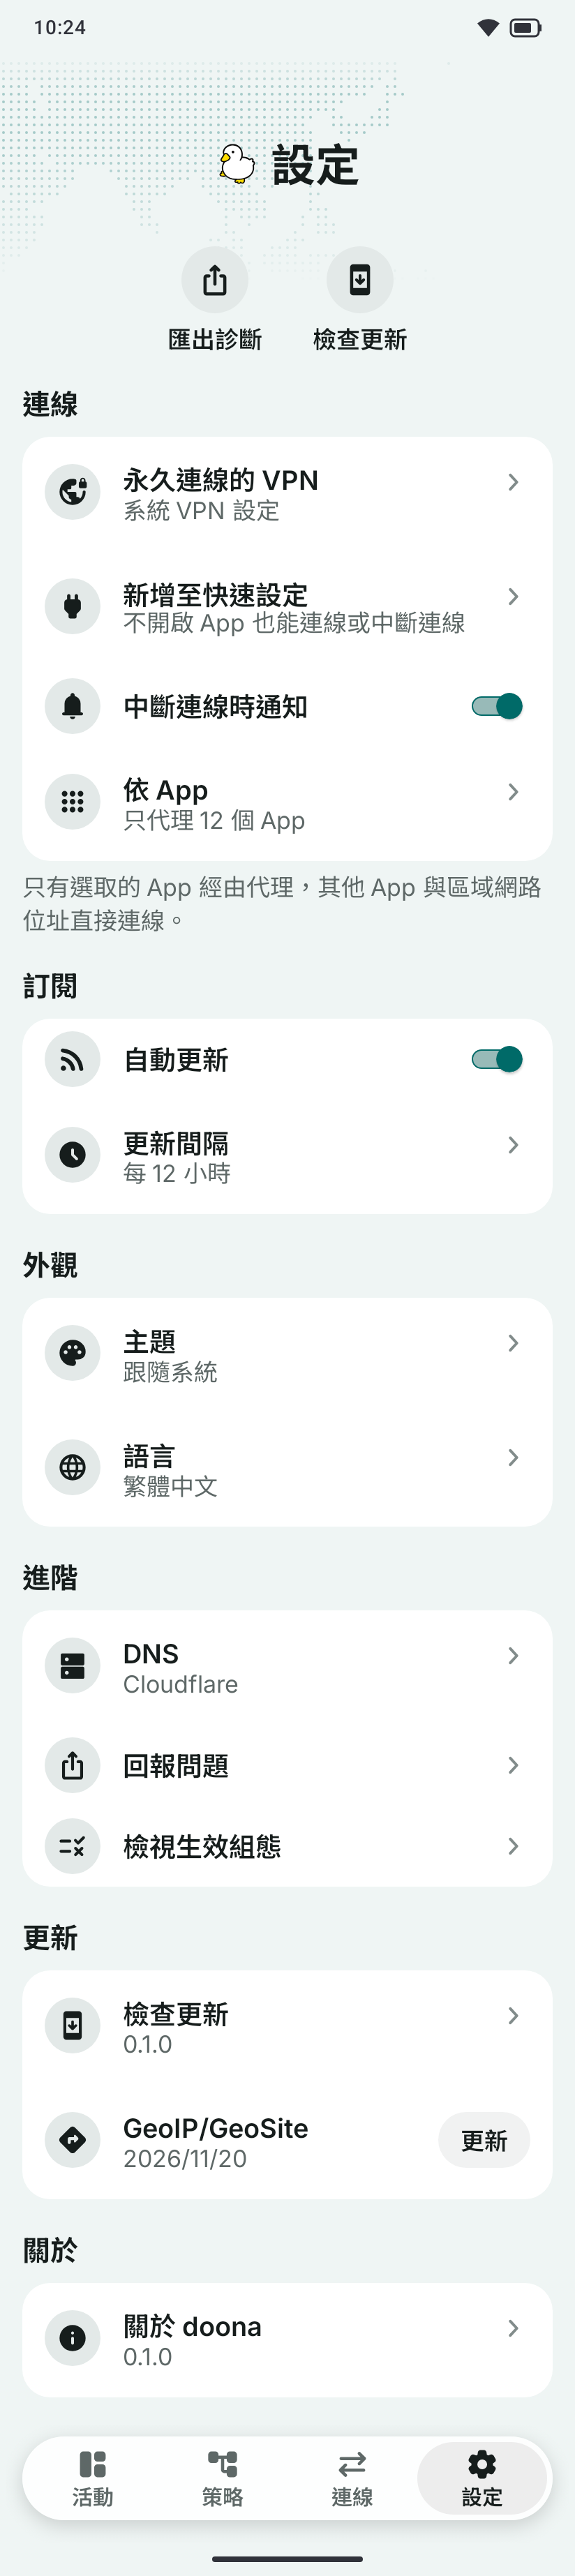 10:24
設定
匯出診斷
檢查更新
連線
永久連線的 VPN
系統 VPN 設定
新增至快速設定
不開啟 App 也能連線或中斷連線
中斷連線時通知
依 App
只代理 12 個 App
只有選取的 App 經由代理，其他 App 與區域網路
位址直接連線。
訂閱
自動更新
更新間隔
每 12 小時
外觀
主題
跟隨系統
語言
繁體中文
進階
DNS
Cloudflare
回報問題
檢視生效組態
更新
檢查更新
0.1.0
GeoIP/GeoSite
2026/11/20
更新
關於
關於 doona
0.1.0
活動
策略
連線
設定